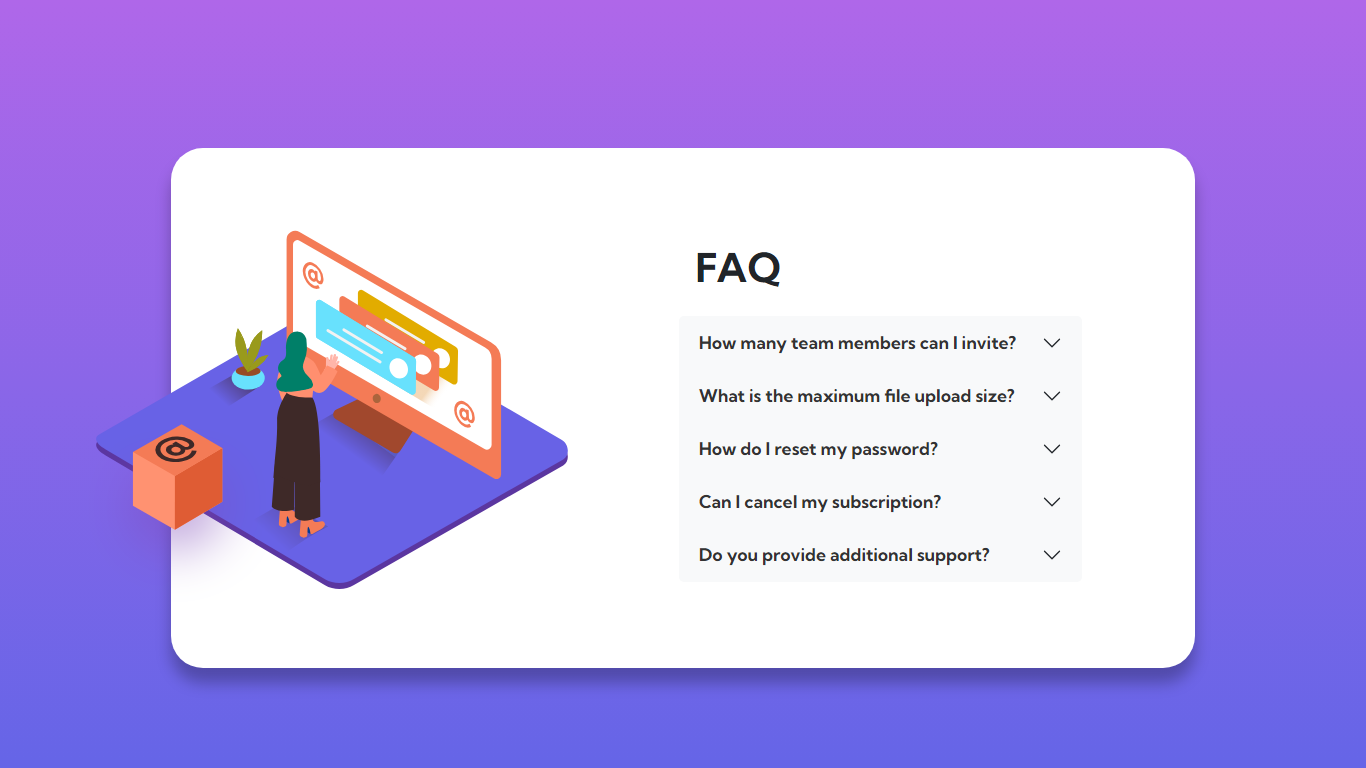 FAQ
How many team members can I invite?
What is the maximum file upload size?
How do I reset my password?
Can I cancel my subscription?
Do you provide additional support?
@
@
@